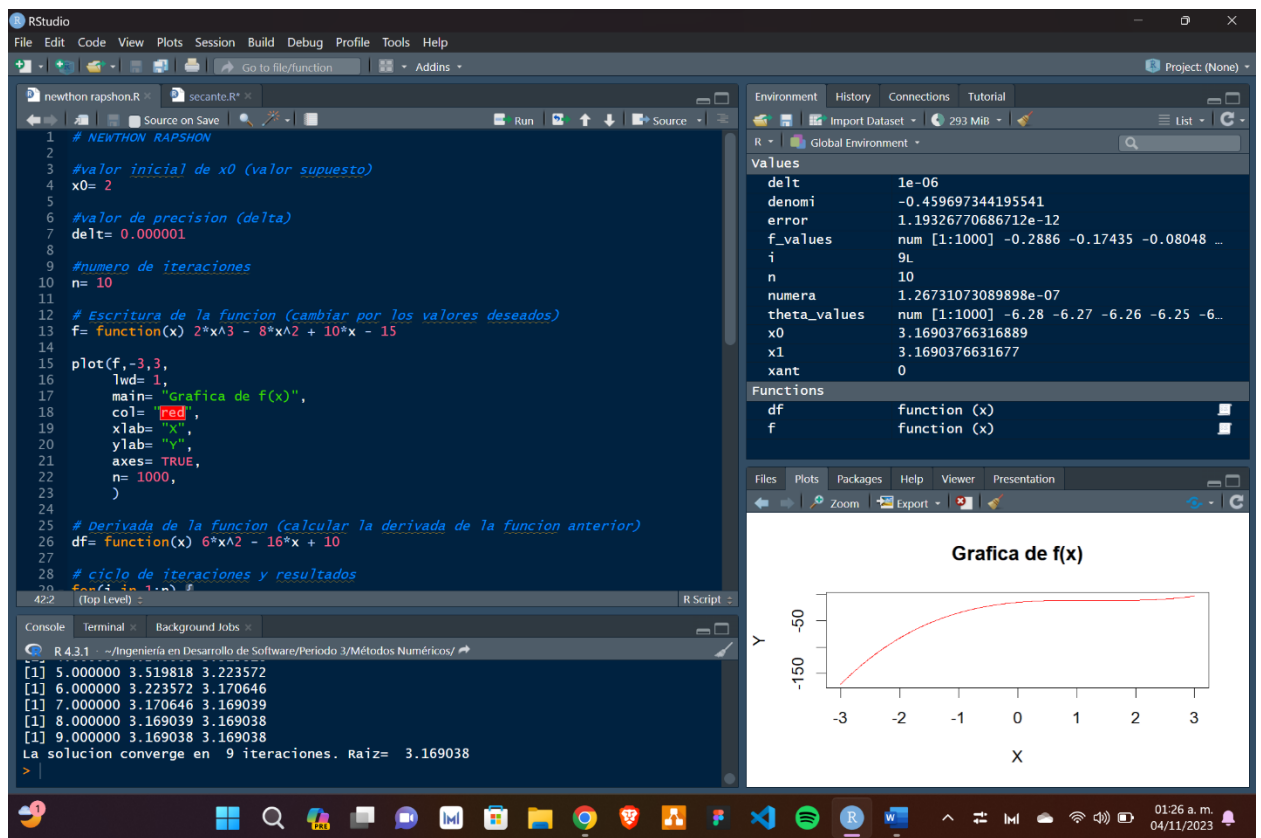 RStudio
File Edit Code View Plots Session Build Debug Profile Tools Help
Go to file/function Addins Project: (None)
newthon rapshon.R secante.R*
Source on Save Run Source
1 # NEWTHON RAPSHON
2
3 #valor inicial de x0 (valor supuesto)
4 x0= 2
5
6 #valor de precision (delta)
7 delt= 0.000001
8
9 #numero de iteraciones
10 n= 10
11
12 # Escritura de la funcion (cambiar por los valores deseados)
13 f= function(x) 2*x^3 - 8*x^2 + 10*x - 15
14
15 plot(f,-3,3,
16 lwd= 1,
17 main= "Grafica de f(x)",
18 col= "red",
19 xlab= "X",
20 ylab= "Y",
21 axes= TRUE,
22 n= 1000,
23 )
24
25 # Derivada de la funcion (calcular la derivada de la funcion anterior)
26 df= function(x) 6*x^2 - 16*x + 10
27
28 # ciclo de iteraciones y resultados
29 for(i in 1:n) {
42:2 (Top Level) R Script
Console Terminal Background Jobs
R 4.3.1 · ~/Ingeniería en Desarrollo de Software/Periodo 3/Métodos Numéricos/
[1] 5.000000 3.519818 3.223572
[1] 6.000000 3.223572 3.170646
[1] 7.000000 3.170646 3.169039
[1] 8.000000 3.169039 3.169038
[1] 9.000000 3.169038 3.169038
La solucion converge en 9 iteraciones. Raiz= 3.169038
>
Environment History Connections Tutorial
Import Dataset 293 MiB List
R Global Environment
Values
delt 1e-06
denomi -0.459697344195541
error 1.19326770686712e-12
f_values num [1:1000] -0.2886 -0.17435 -0.08048 …
i 9L
n 10
numera 1.26731073089898e-07
theta_values num [1:1000] -6.28 -6.27 -6.26 -6.25 -6…
x0 3.16903766316889
x1 3.1690376631677
xant 0
Functions
df function (x)
f function (x)
Files Plots Packages Help Viewer Presentation
Zoom Export
Grafica de f(x)
Y
-50
-150
-3 -2 -1 0 1 2 3
X
1
PRE
R
W
01:26 a. m.
04/11/2023